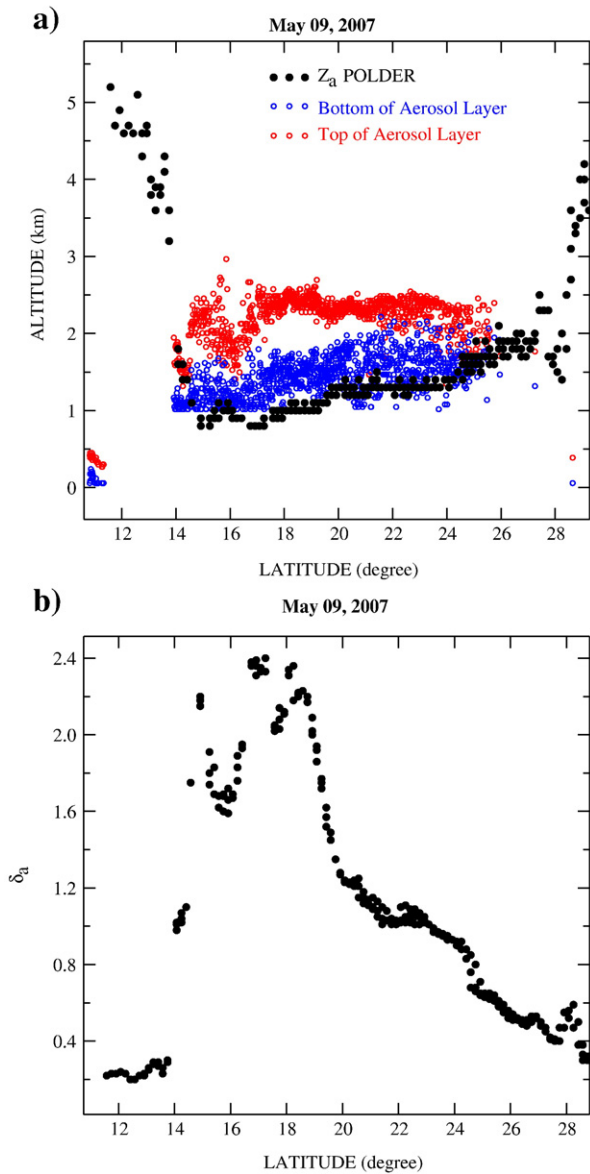 a)
May 09, 2007
Za POLDER
Bottom of Aerosol Layer
Top of Aerosol Layer
5
4
3
2
1
0
ALTITUDE (km)
12 14 16 18 20 22 24 26 28
LATITUDE (degree)
b)
May 09, 2007
2.4
2.0
1.6
1.2
0.8
0.4
δa
12 14 16 18 20 22 24 26 28
LATITUDE (degree)